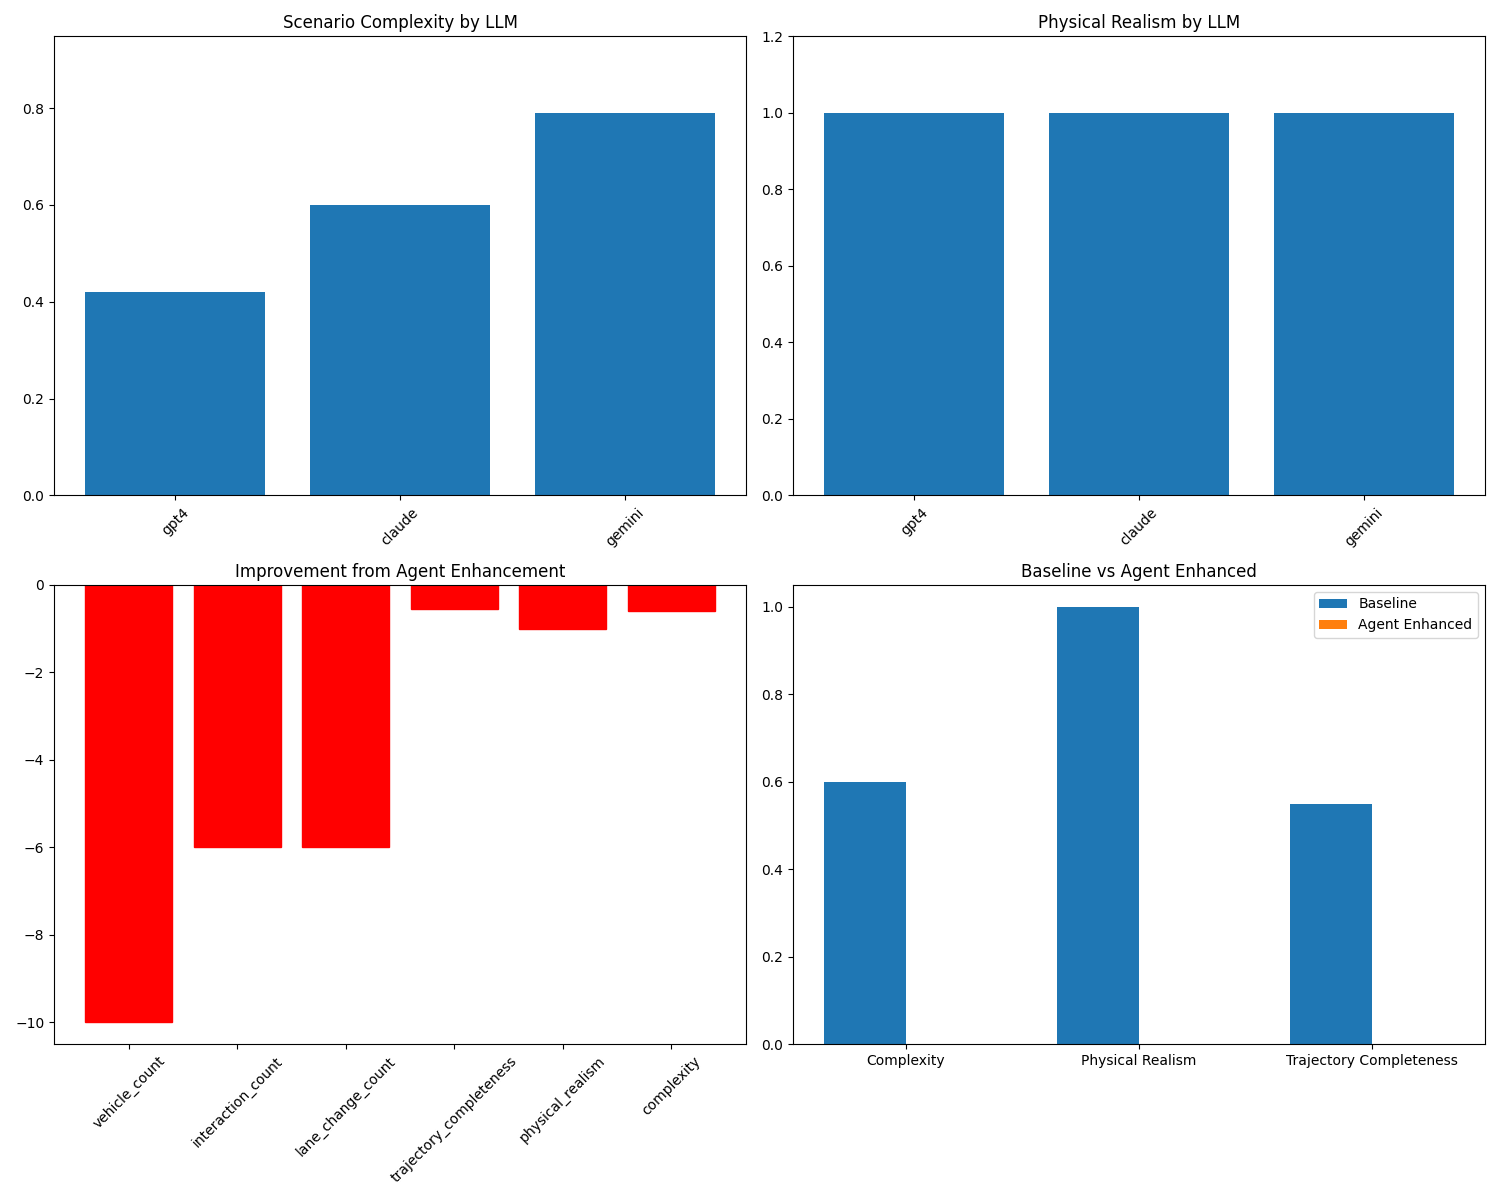 Scenario Complexity by LLM
0.8
0.6
0.4
0.2
0.0
gpt4
claude
gemini
Physical Realism by LLM
1.2
1.0
0.8
0.6
0.4
0.2
0.0
gpt4
claude
gemini
Improvement from Agent Enhancement
0
−2
−4
−6
−8
−10
vehicle_count
interaction_count
lane_change_count
trajectory_completeness
physical_realism
complexity
Baseline vs Agent Enhanced
Baseline
Agent Enhanced
1.0
0.8
0.6
0.4
0.2
0.0
Complexity
Physical Realism
Trajectory Completeness